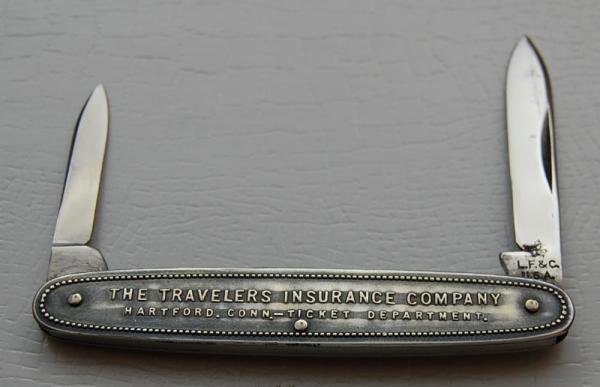 L.F.&C.
U.S.A.
THE TRAVELERS INSURANCE COMPANY
HARTFORD. CONN.—TICKET DEPARTMENT.